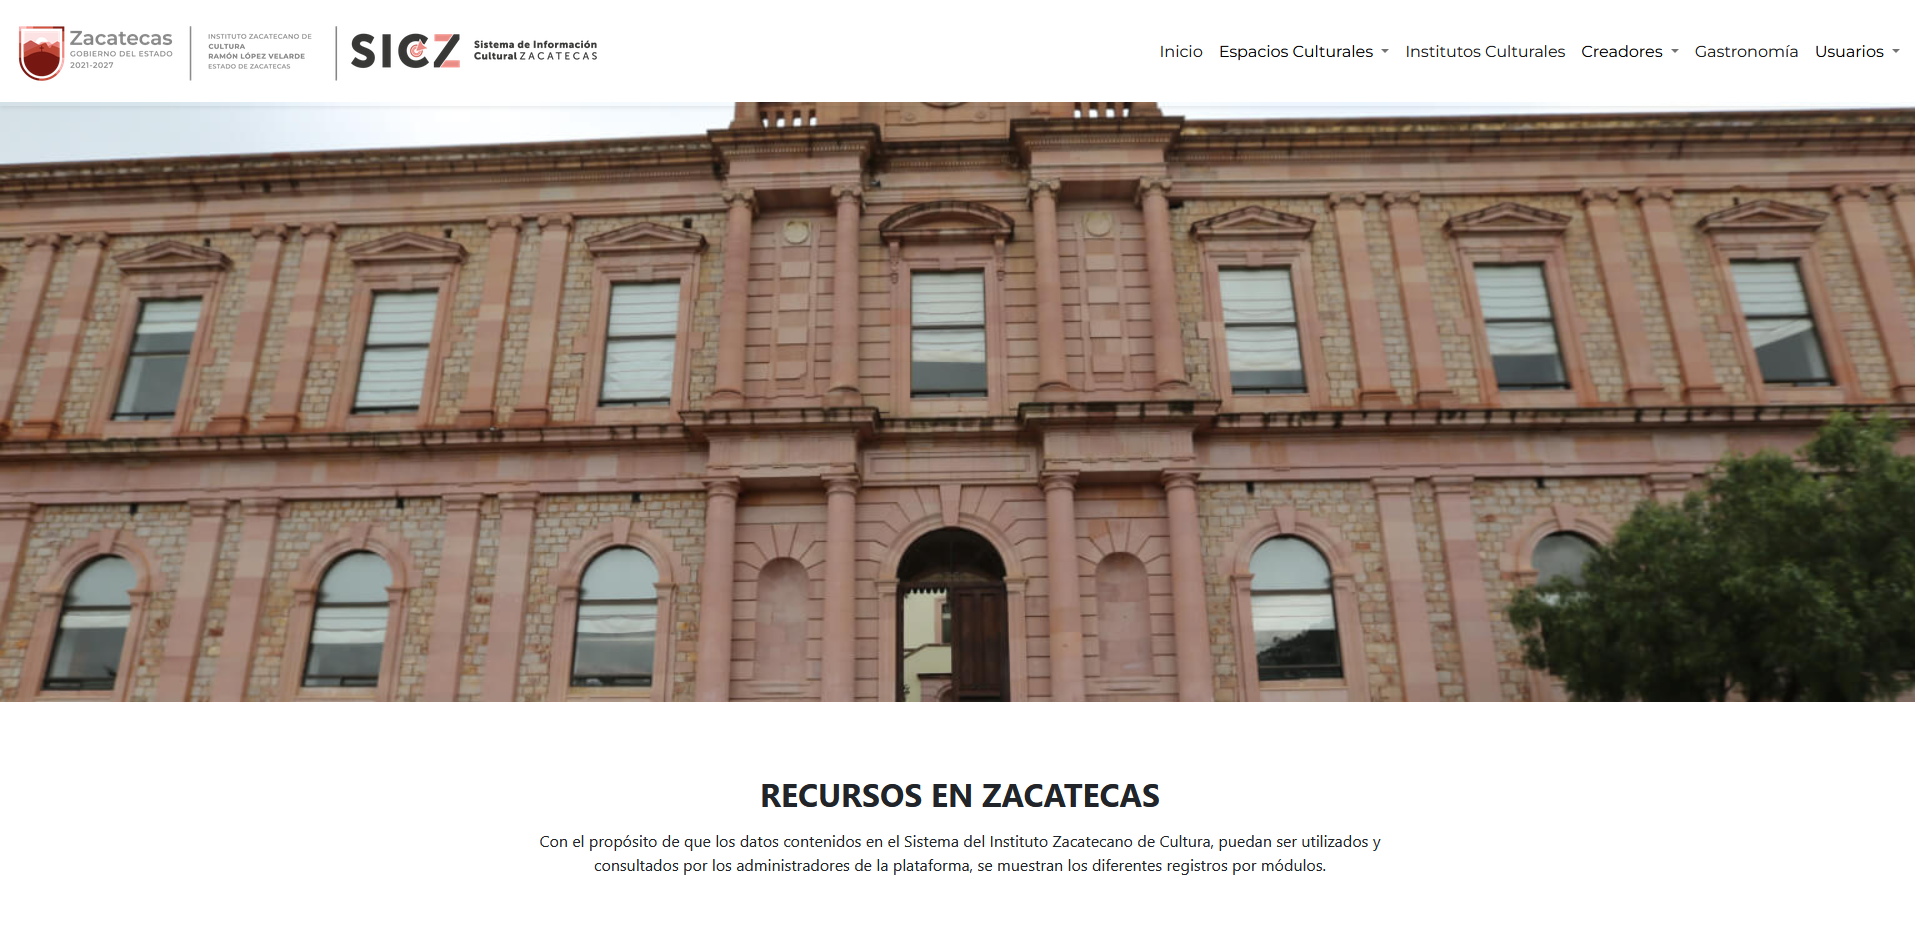 Zacatecas
GOBIERNO DEL ESTADO
2021-2027
INSTITUTO ZACATECANO DE
CULTURA
RAMÓN LÓPEZ VELARDE
ESTADO DE ZACATECAS
SICZ
Sistema de Información
Cultural ZACATECAS
Inicio
Espacios Culturales
Institutos Culturales
Creadores
Gastronomía
Usuarios
RECURSOS EN ZACATECAS
Con el propósito de que los datos contenidos en el Sistema del Instituto Zacatecano de Cultura, puedan ser utilizados y
consultados por los administradores de la plataforma, se muestran los diferentes registros por módulos.